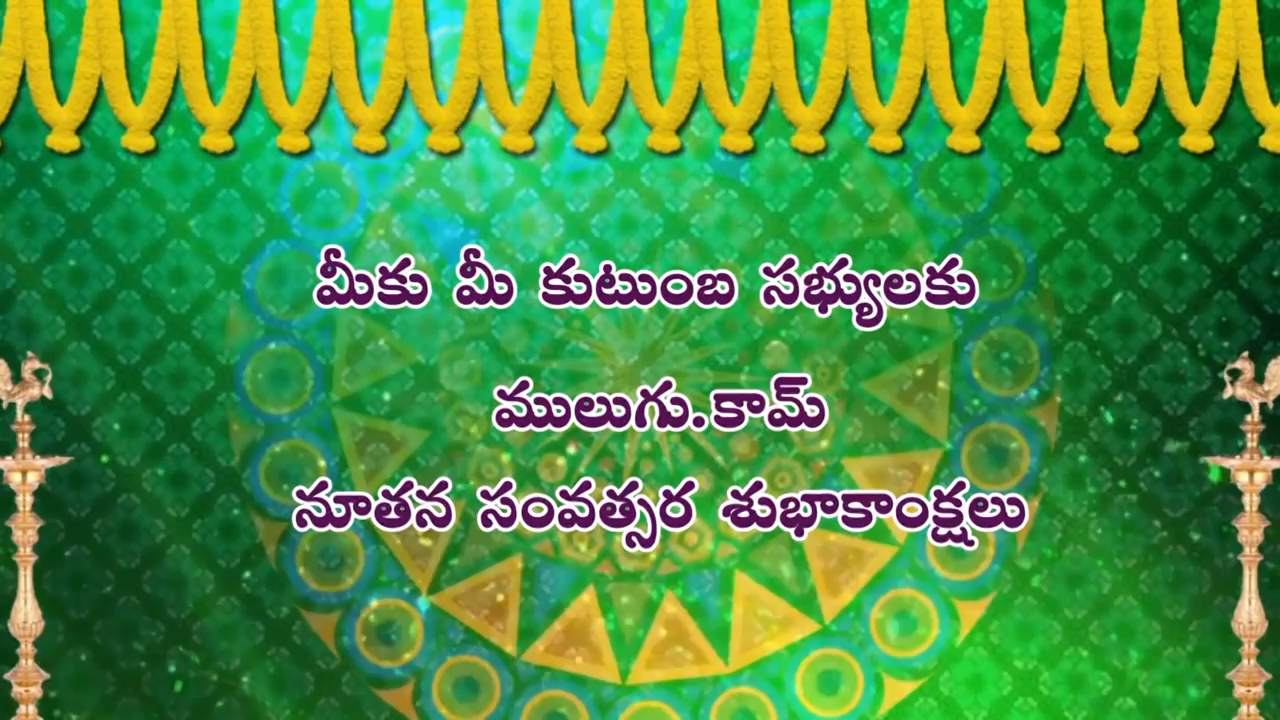 మీకు మీ కుటుంబ సభ్యులకు
ములుగు.కామ్
నూతన సంవత్సర శుభాకాంక్షలు